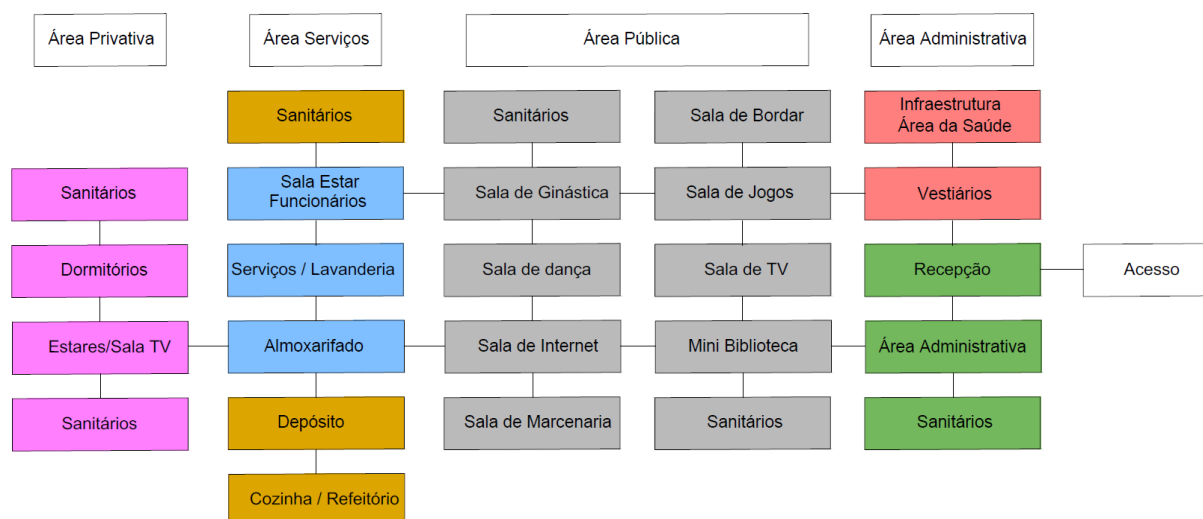 Área Privativa
Área Serviços
Área Pública
Área Administrativa
Sanitários
Sanitários
Sala de Bordar
Infraestrutura
Área da Saúde
Sanitários
Sala Estar
Funcionários
Sala de Ginástica
Sala de Jogos
Vestiários
Dormitórios
Serviços / Lavanderia
Sala de dança
Sala de TV
Recepção
Acesso
Estares/Sala TV
Almoxarifado
Sala de Internet
Mini Biblioteca
Área Administrativa
Sanitários
Depósito
Sala de Marcenaria
Sanitários
Sanitários
Cozinha / Refeitório